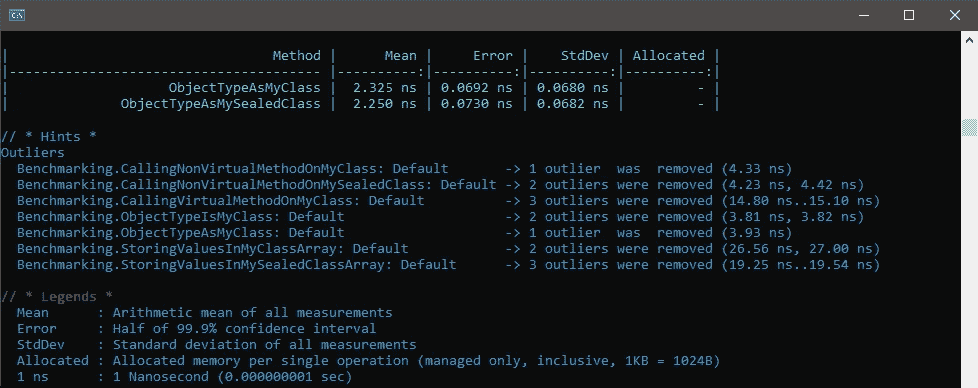 |                                Method |      Mean |     Error |    StdDev | Allocated |
|-------------------------------------- |----------:|----------:|----------:|----------:|
|                   ObjectTypeAsMyClass |  2.325 ns | 0.0692 ns | 0.0680 ns |         - |
|             ObjectTypeAsMySealedClass |  2.250 ns | 0.0730 ns | 0.0682 ns |         - |
// * Hints *
Outliers
  Benchmarking.CallingNonVirtualMethodOnMyClass: Default       -> 1 outlier  was  removed (4.33 ns)
  Benchmarking.CallingNonVirtualMethodOnMySealedClass: Default -> 2 outliers were removed (4.23 ns, 4.42 ns)
  Benchmarking.CallingVirtualMethodOnMyClass: Default          -> 3 outliers were removed (14.80 ns..15.10 ns)
  Benchmarking.ObjectTypeIsMyClass: Default                    -> 2 outliers were removed (3.81 ns, 3.82 ns)
  Benchmarking.ObjectTypeAsMyClass: Default                    -> 1 outlier  was  removed (3.93 ns)
  Benchmarking.StoringValuesInMyClassArray: Default            -> 2 outliers were removed (26.56 ns, 27.00 ns)
  Benchmarking.StoringValuesInMySealedClassArray: Default      -> 3 outliers were removed (19.25 ns..19.54 ns)
// * Legends *
  Mean      : Arithmetic mean of all measurements
  Error     : Half of 99.9% confidence interval
  StdDev    : Standard deviation of all measurements
  Allocated : Allocated memory per single operation (managed only, inclusive, 1KB = 1024B)
  1 ns      : 1 Nanosecond (0.000000001 sec)